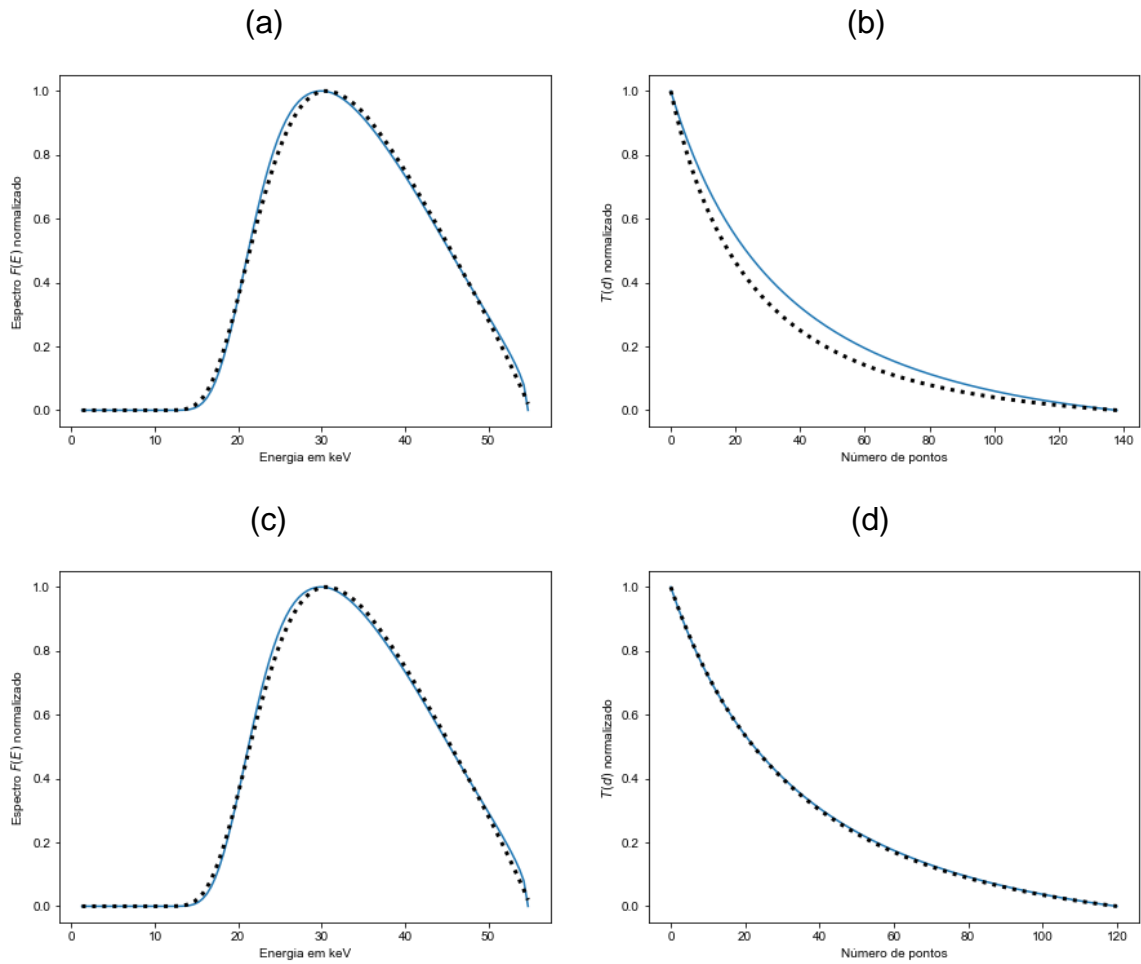 (a)
1.0
0.8
0.6
0.4
0.2
0.0
Espectro F(E) normalizado
0 10 20 30 40 50
Energia em keV
(b)
1.0
0.8
0.6
0.4
0.2
0.0
T(d) normalizado
0 20 40 60 80 100 120 140
Número de pontos
(c)
1.0
0.8
0.6
0.4
0.2
0.0
Espectro F(E) normalizado
0 10 20 30 40 50
Energia em keV
(d)
1.0
0.8
0.6
0.4
0.2
0.0
T(d) normalizado
0 20 40 60 80 100 120
Número de pontos